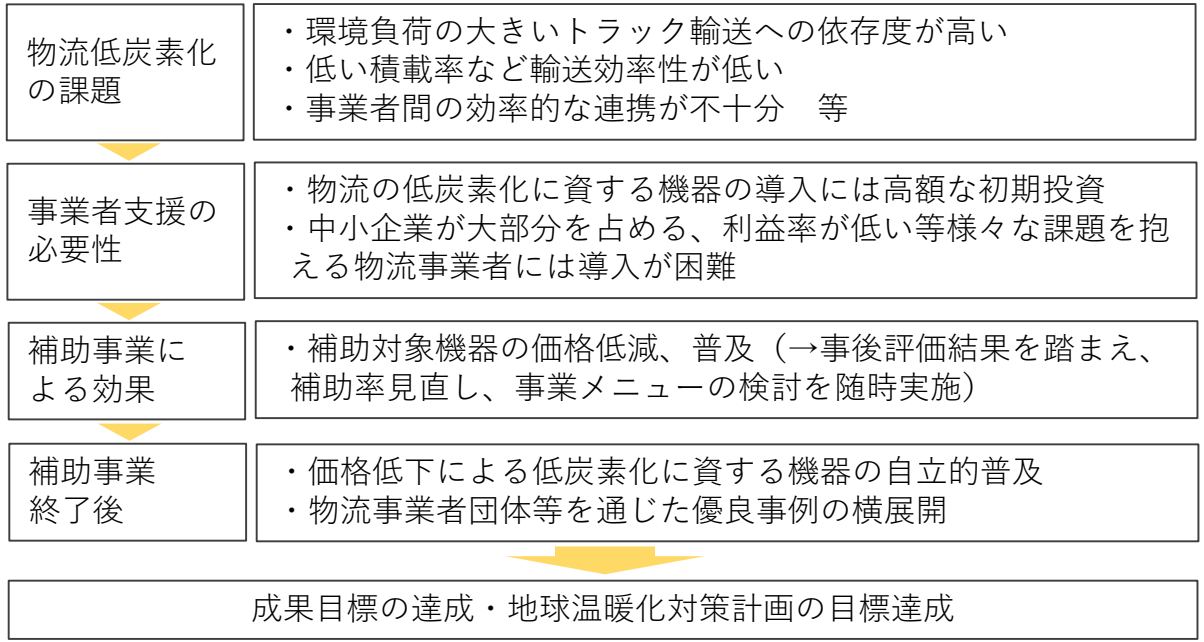 物流低炭素化
の課題
・環境負荷の大きいトラック輸送への依存度が高い
・低い積載率など輸送効率性が低い
・事業者間の効率的な連携が不十分　等
事業者支援の
必要性
・物流の低炭素化に資する機器の導入には高額な初期投資
・中小企業が大部分を占める、利益率が低い等様々な課題を抱
える物流事業者には導入が困難
補助事業に
よる効果
・補助対象機器の価格低減、普及（→事後評価結果を踏まえ、
補助率見直し、事業メニューの検討を随時実施）
補助事業
終了後
・価格低下による低炭素化に資する機器の自立的普及
・物流事業者団体等を通じた優良事例の横展開
成果目標の達成・地球温暖化対策計画の目標達成